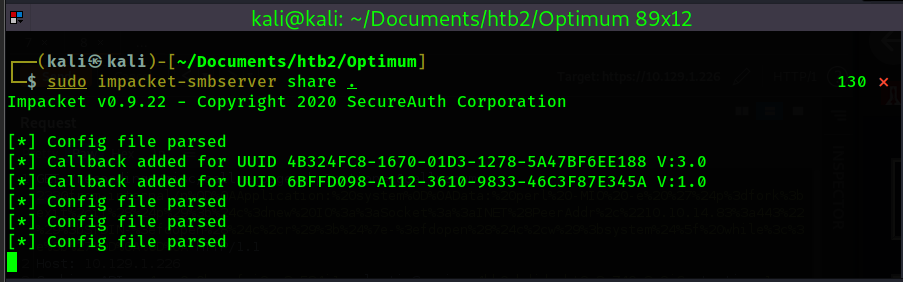 kali@kali: ~/Documents/htb2/Optimum 89x12
┌──(kali㉿kali)-[~/Documents/htb2/Optimum]
└─$ sudo impacket-smbserver share . 130 ⨯
Impacket v0.9.22 - Copyright 2020 SecureAuth Corporation
[*] Config file parsed
[*] Callback added for UUID 4B324FC8-1670-01D3-1278-5A47BF6EE188 V:3.0
[*] Callback added for UUID 6BFFD098-A112-3610-9833-46C3F87E345A V:1.0
[*] Config file parsed
[*] Config file parsed
[*] Config file parsed